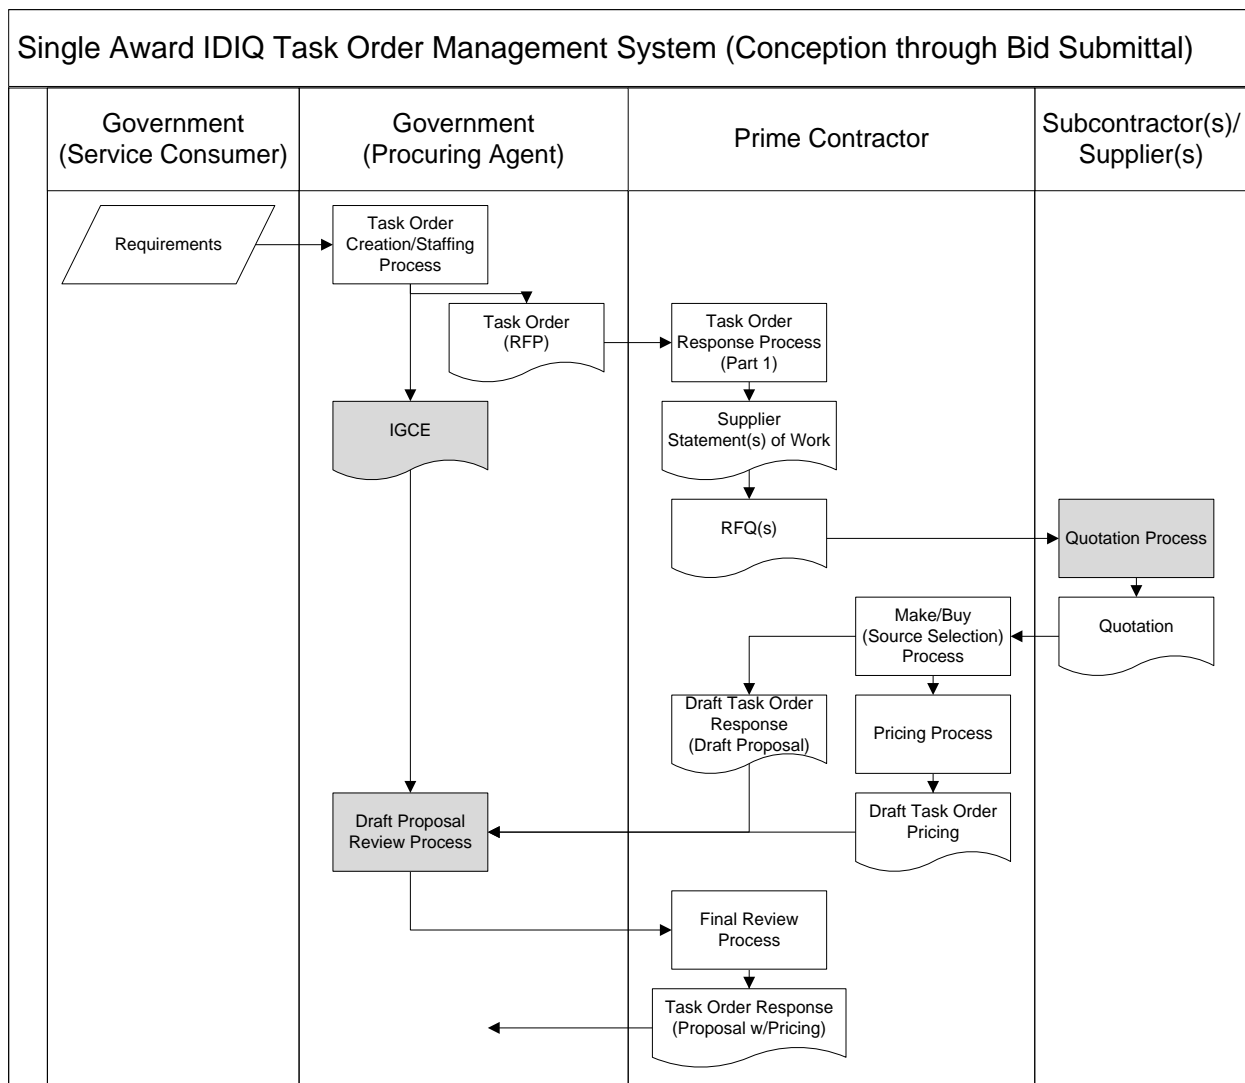 Single Award IDIQ Task Order Management System (Conception through Bid Submittal)
Government
(Service Consumer)
Government
(Procuring Agent)
Prime Contractor
Subcontractor(s)/
Supplier(s)
Requirements
Task Order
Creation/Staffing
Process
Task Order
(RFP)
Task Order
Response Process
(Part 1)
IGCE
Supplier
Statement(s) of Work
RFQ(s)
Quotation Process
Make/Buy
(Source Selection)
Process
Quotation
Draft Task Order
Response
(Draft Proposal)
Pricing Process
Draft Proposal
Review Process
Draft Task Order
Pricing
Final Review
Process
Task Order Response
(Proposal w/Pricing)